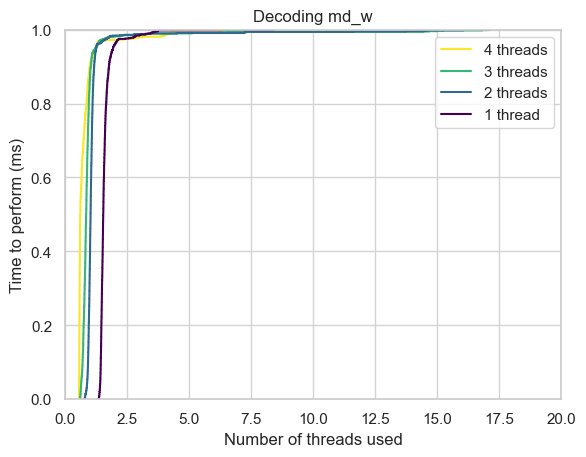 Decoding md_w
1.0
0.8
0.6
0.4
0.2
0.0
Time to perform (ms)
4 threads
3 threads
2 threads
1 thread
0.0 2.5 5.0 7.5 10.0 12.5 15.0 17.5 20.0
Number of threads used